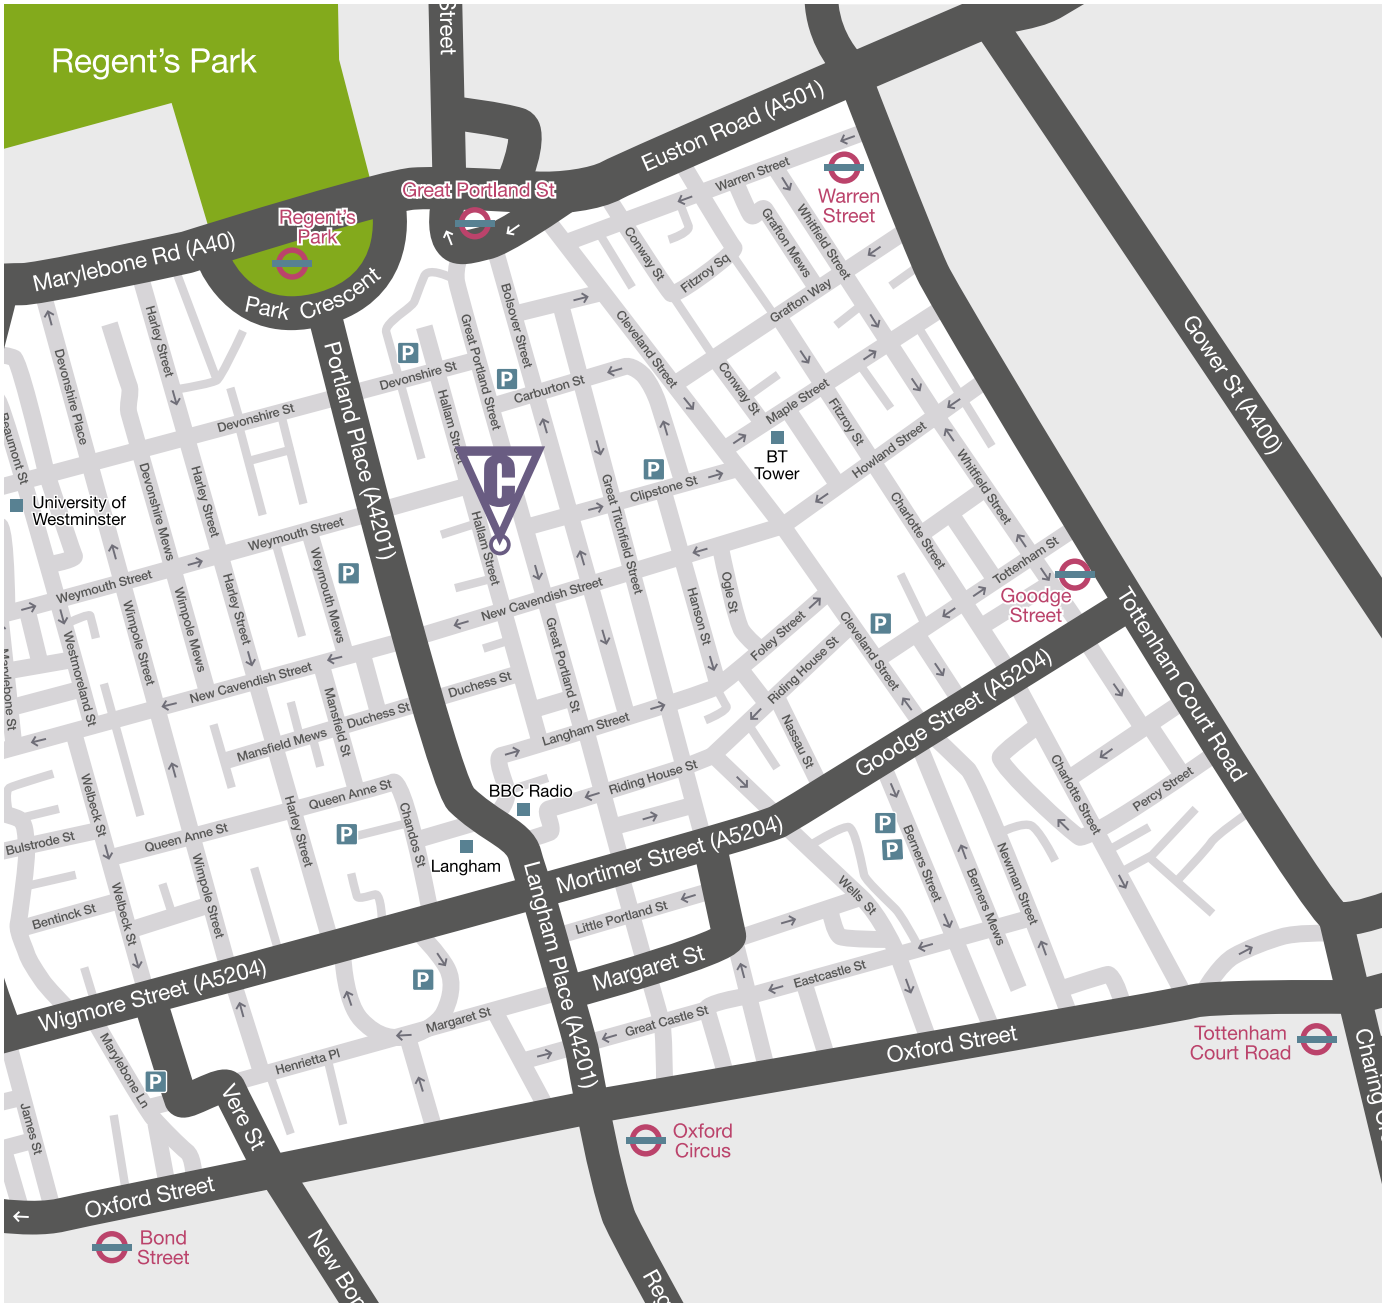 Regent's Park
Street
Euston Road (A501)
Great Portland St
Regent's
Park
Marylebone Rd (A40)
Park Crescent
Warren Street
Warren
Street
Whitfield Street
Grafton Mews
Conway St
Fitzroy Sq
Grafton Way
Gower St (A400)
Harley Street
Devonshire Place
Beaumont St
Devonshire St
Portland Place (A4201)
P
Devonshire St
Great Portland Street
Bolsover Street
P
Carburton St
Cleveland Street
Conway St
Maple Street
Fitzroy St
Howland Street
Hallam Street
C
BT
Tower
P
Clipstone St
Great Titchfield Street
Whitfield Street
Charlotte Street
Tottenham St
Goodge
Street
University of
Westminster
Devonshire Mews
Harley Street
Weymouth Street
Weymouth Street
Weymouth Mews
P
Hallam Street
New Cavendish Street
Wimpole Street
Wimpole Mews
Harley Street
Westmoreland St
Marylebone St
New Cavendish Street
Mansfield St
Mansfield Mews
Duchess St
Duchess St
Great Portland St
Hanson St
Ogle St
Foley Street
Riding House St
Cleveland Street
P
Nassau St
Langham Street
Goodge Street (A5204)
Tottenham Court Road
Charlotte Street
Percy Street
BBC Radio
Riding House St
Langham
Queen Anne St
Queen Anne St
Chandos St
Harley Street
P
Welbeck St
Bulstrode St
Bentinck St
Welbeck St
Wimpole Street
Mortimer Street (A5204)
P
P
Berners Street
Berners Mews
Newman Street
Wells St
Little Portland St
Margaret St
Langham Place (A4201)
Eastcastle St
Great Castle St
Wigmore Street (A5204)
P
Margaret St
Henrietta Pl
Marylebone Ln
P
Vere St
James St
Oxford Street
Oxford Street
Tottenham
Court Road
Charing
Oxford
Circus
Bond
Street
New Bon
Reg